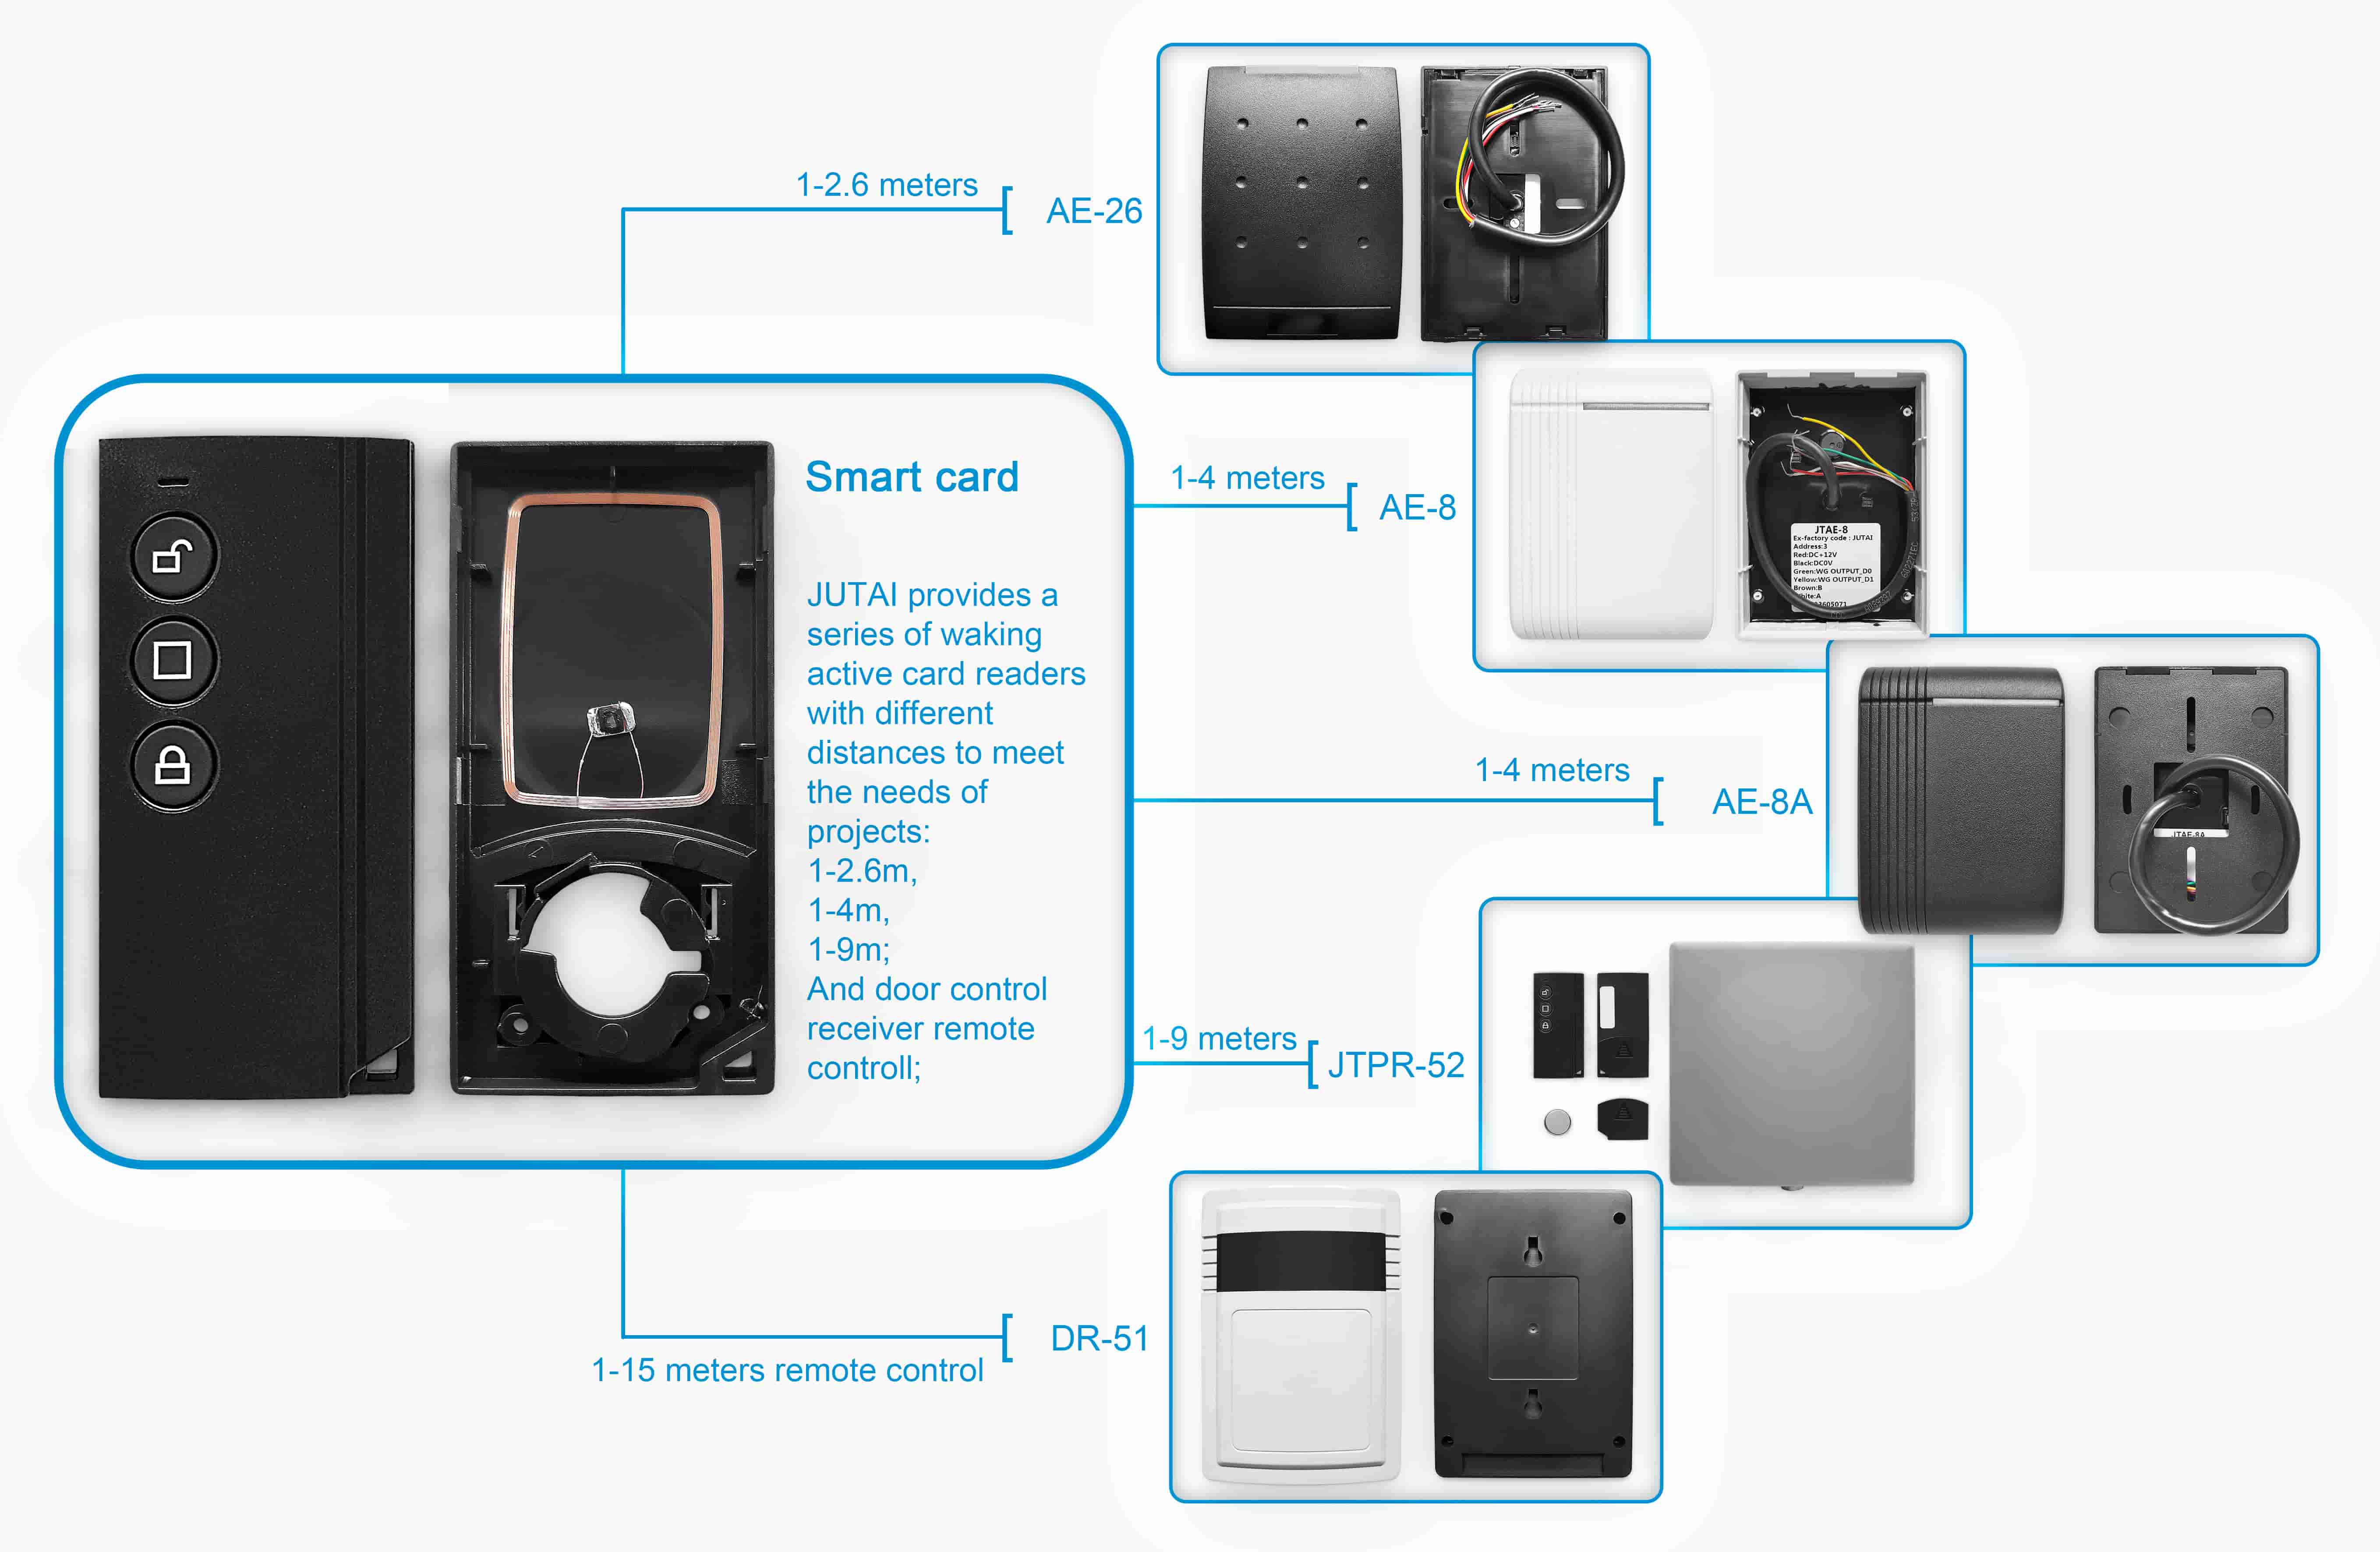 1-2.6 meters
AE-26
Smart card
JUTAI provides a
series of waking
active card readers
with different
distances to meet
the needs of
projects:
1-2.6m,
1-4m,
1-9m;
And door control
receiver remote
controll;
1-4 meters
AE-8
JTAE-8
Ex-factory code : JUTAI
Address:3
Red:DC+12V
Black:DC0V
Green:WG OUTPUT_D0
Yellow:WG OUTPUT_D1
Brown:B
1-4 meters
AE-8A
JTAE-8A
1-9 meters
JTPR-52
DR-51
1-15 meters remote control